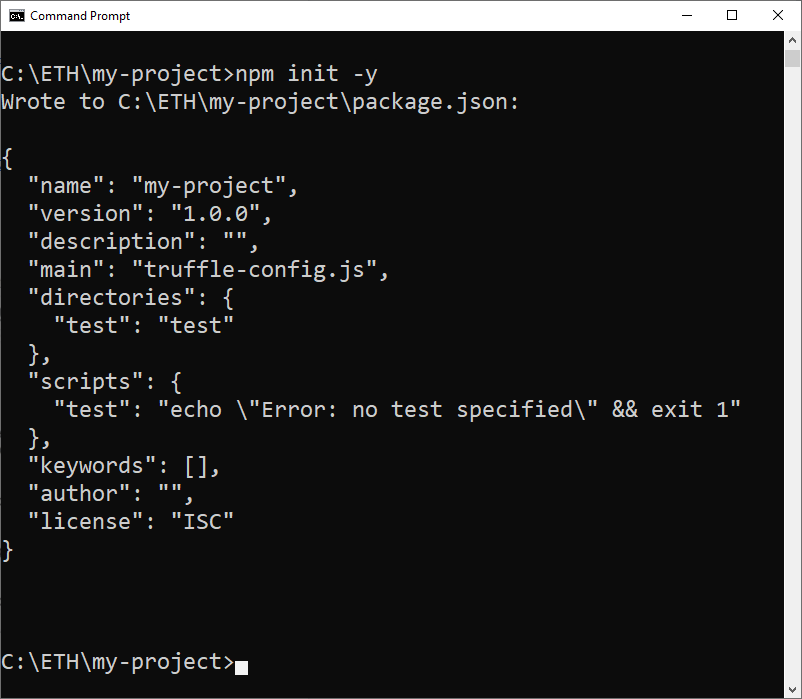 Command Prompt
C:\ETH\my-project>npm init -y
Wrote to C:\ETH\my-project\package.json:
{
  "name": "my-project",
  "version": "1.0.0",
  "description": "",
  "main": "truffle-config.js",
  "directories": {
    "test": "test"
  },
  "scripts": {
    "test": "echo \"Error: no test specified\" && exit 1"
  },
  "keywords": [],
  "author": "",
  "license": "ISC"
}
C:\ETH\my-project>